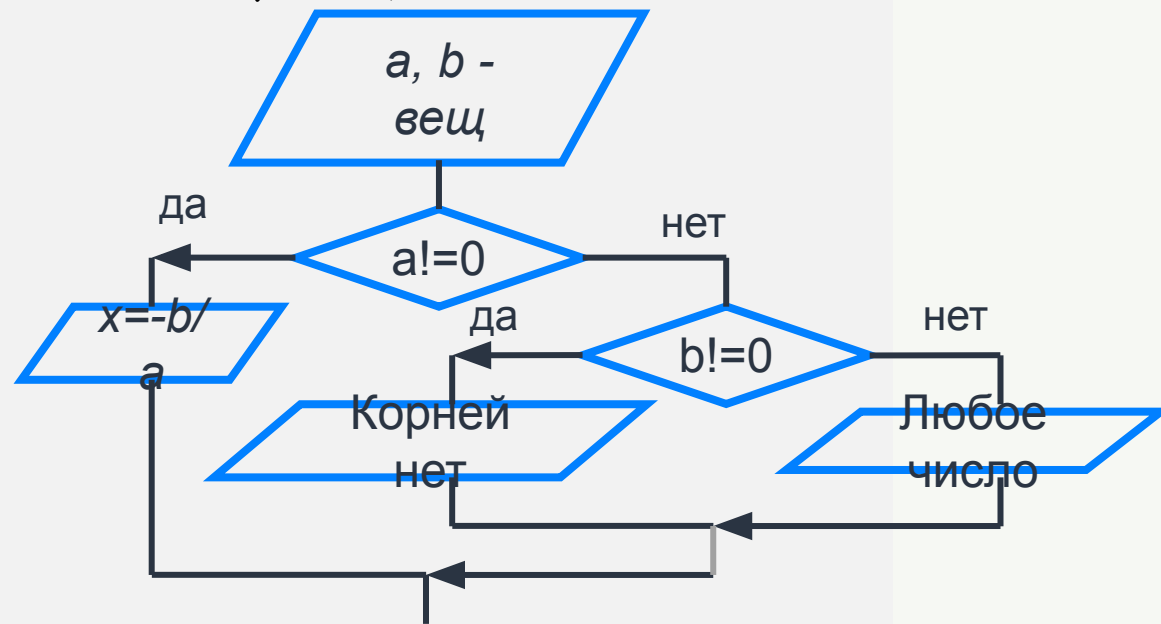 a, b -
вещ
да
нет
a!=0
x=-b/
a
да
нет
b!=0
Корней
нет
Любое
число